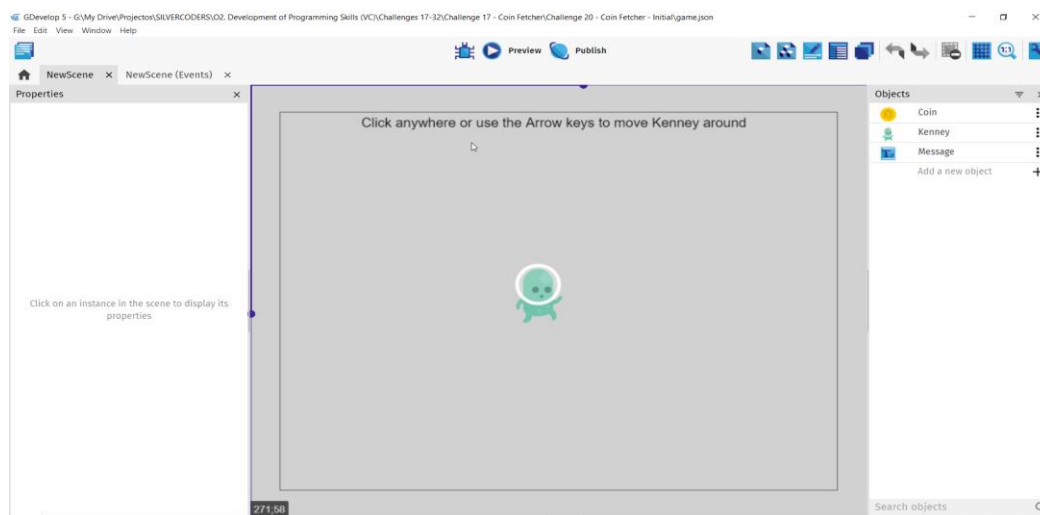 GDevelop 5 - G:\My Drive\Projectos\SILVERCODERS\O2. Development of Programming Skills (VC)\Challenges 17-32\Challenge 17 - Coin Fetcher\Challenge 20 - Coin Fetcher - Initial\game.json
File Edit View Window Help
Preview Publish
1:1
NewScene NewScene (Events)
Properties
Objects
Click anywhere or use the Arrow keys to move Kenney around
Coin
Kenney
Message
Add a new object
Click on an instance in the scene to display its
properties
271;58
Search objects